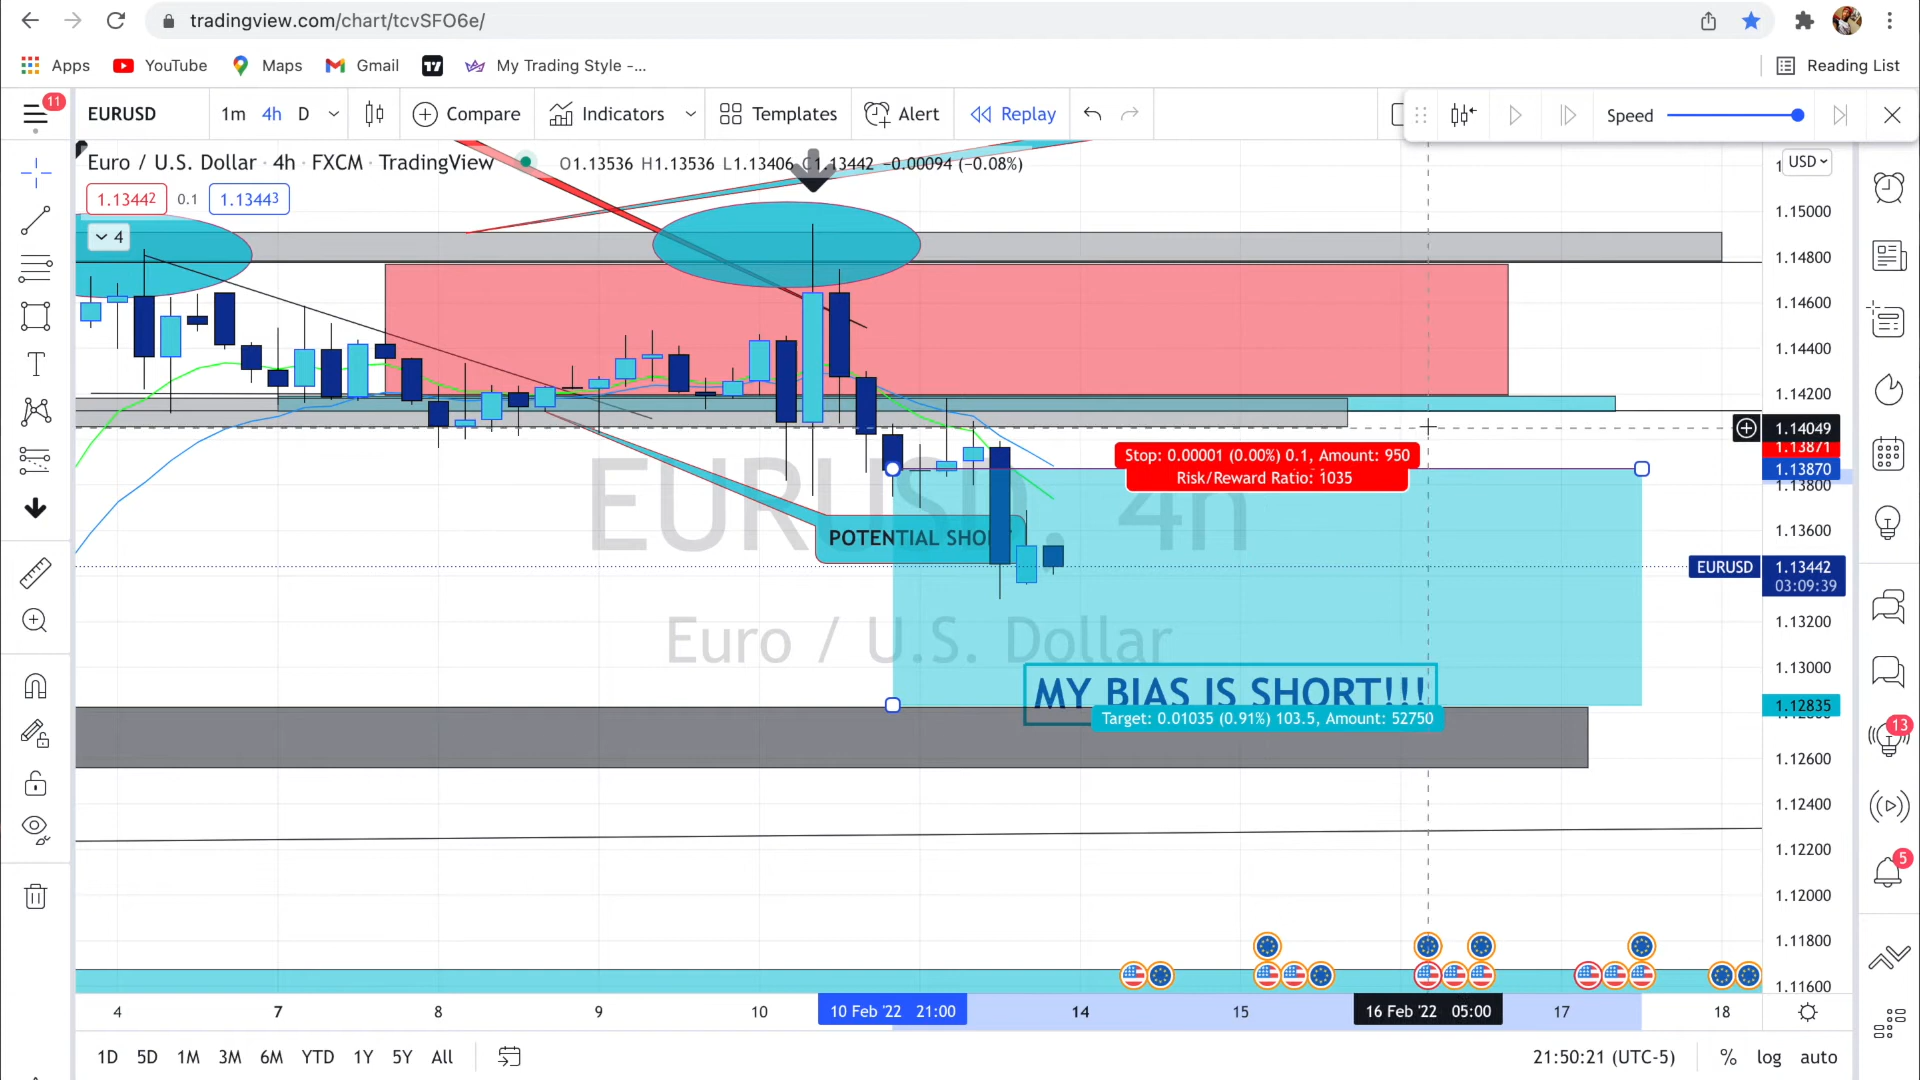 tradingview.com/chart/tcvSFO6e/
Apps YouTube Maps Gmail My Trading Style -... Reading List
11
EURUSD 1m 4h D Compare Indicators Templates Alert Replay Speed
Euro / U.S. Dollar · 4h · FXCM · TradingView O1.13536 H1.13536 L1.13406 C1.13442 −0.00094 (−0.08%)
USD
1.13442 0.1 1.13443
4
1.15000
1.14800
1.14600
1.14400
1.14200
1.14049
1.13871
1.13870
1.13800
Stop: 0.00001 (0.00%) 0.1, Amount: 950
Risk/Reward Ratio: 1035
EURUSD, 4h
1.13600
POTENTIAL SHO
EURUSD 1.13442
03:09:39
Euro / U.S. Dollar
1.13200
1.13000
MY BIAS IS SHORT!!!
1.12835
Target: 0.01035 (0.91%) 103.5, Amount: 52750
13
1.12600
1.12400
1.12200
5
1.12000
1.11800
1.11600
4 7 8 9 10 10 Feb '22 21:00 14 15 16 Feb '22 05:00 17 18
1D 5D 1M 3M 6M YTD 1Y 5Y All 21:50:21 (UTC-5) % log auto